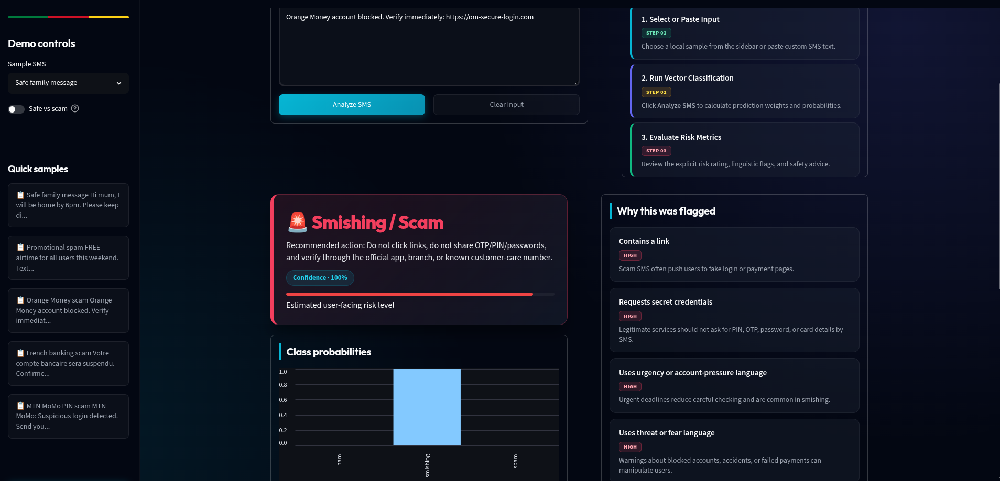 Demo controls
Sample SMS
Safe family message
Safe vs scam
Quick samples
📋 Safe family message Hi mum, I
will be home by 6pm. Please keep
di...
📋 Promotional spam FREE
airtime for all users this weekend.
Text...
📋 Orange Money scam Orange
Money account blocked. Verify
immediat...
📋 French banking scam Votre
compte bancaire sera suspendu.
Confirme...
📋 MTN MoMo PIN scam MTN
MoMo: Suspicious login detected.
Send you...
Orange Money account blocked. Verify immediately: https://om-secure-login.com
Analyze SMS
Clear Input
1. Select or Paste Input
STEP 01
Choose a local sample from the sidebar or paste custom SMS text.
2. Run Vector Classification
STEP 02
Click Analyze SMS to calculate prediction weights and probabilities.
3. Evaluate Risk Metrics
STEP 03
Review the explicit risk rating, linguistic flags, and safety advice.
🚨 Smishing / Scam
Recommended action: Do not click links, do not share OTP/PIN/passwords,
and verify through the official app, branch, or known customer-care number.
Confidence · 100%
Estimated user-facing risk level
Class probabilities
1.0
0.8
0.6
0.4
0.2
0.0
ham
smishing
spam
Why this was flagged
Contains a link
HIGH
Scam SMS often push users to fake login or payment pages.
Requests secret credentials
HIGH
Legitimate services should not ask for PIN, OTP, password, or card details by
SMS.
Uses urgency or account-pressure language
HIGH
Urgent deadlines reduce careful checking and are common in smishing.
Uses threat or fear language
HIGH
Warnings about blocked accounts, accidents, or failed payments can
manipulate users.